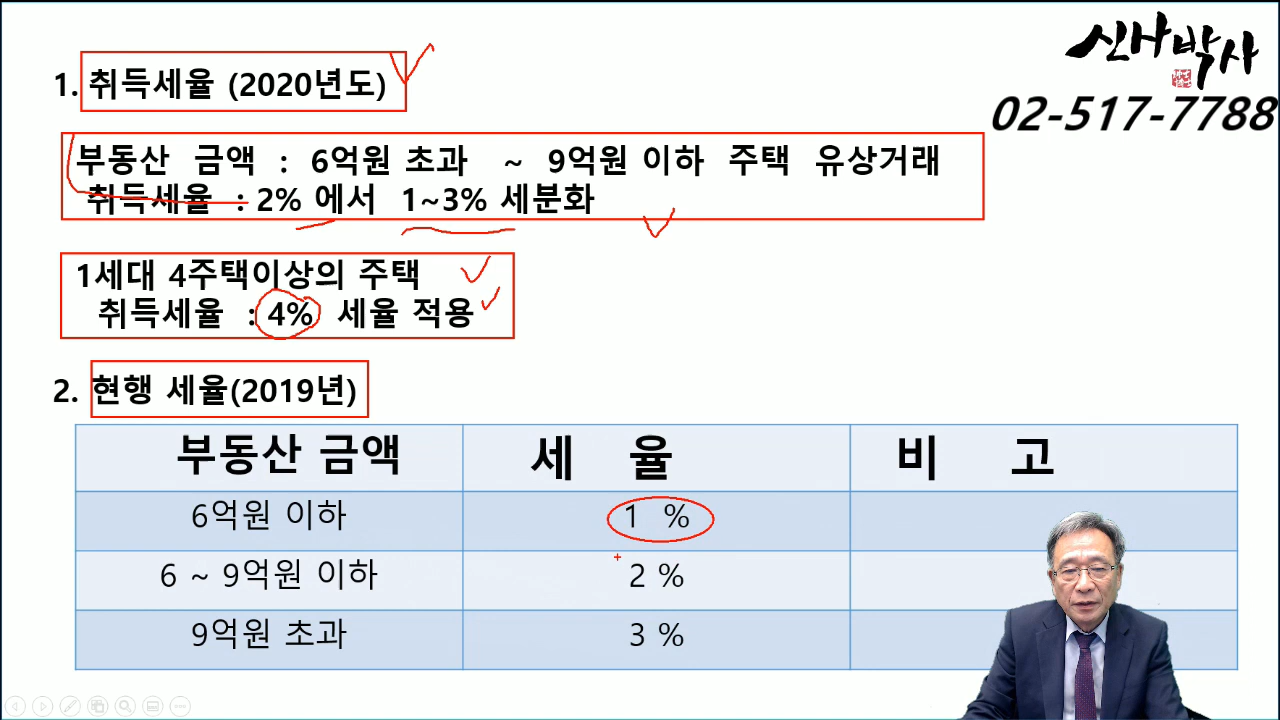 신사박사
02-517-7788
1. 취득세율 (2020년도)
부동산 금액 : 6억원 초과 ~ 9억원 이하 주택 유상거래
취득세율 : 2% 에서 1~3% 세분화
1세대 4주택이상의 주택
취득세율 : 4% 세율 적용
2. 현행 세율(2019년)
부동산 금액 세 율 비 고
6억원 이하 1 %
6 ~ 9억원 이하 2 %
9억원 초과 3 %